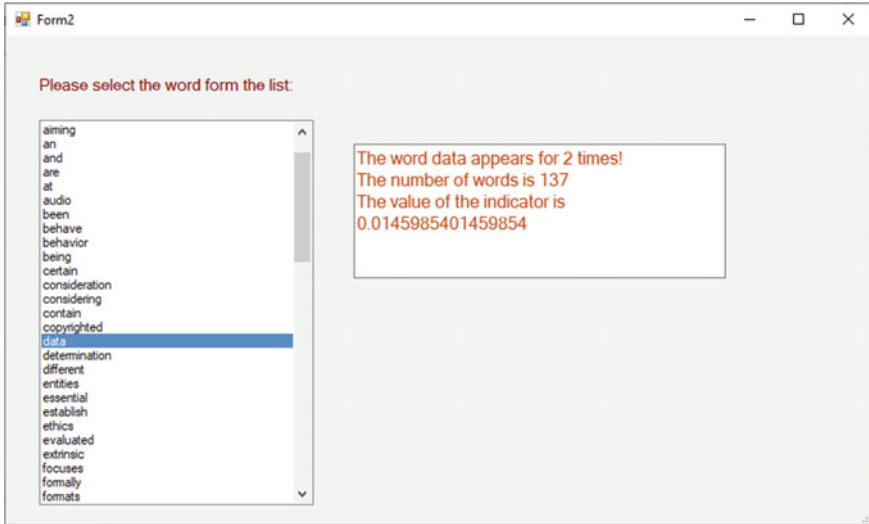 Form2
Please select the word form the list:
aiming
an
and
are
at
audio
been
behave
behavior
being
certain
consideration
considering
contain
copyrighted
data
determination
different
entities
essential
establish
ethics
evaluated
extrinsic
focuses
formally
formats
The word data appears for 2 times!
The number of words is 137
The value of the indicator is
0.0145985401459854